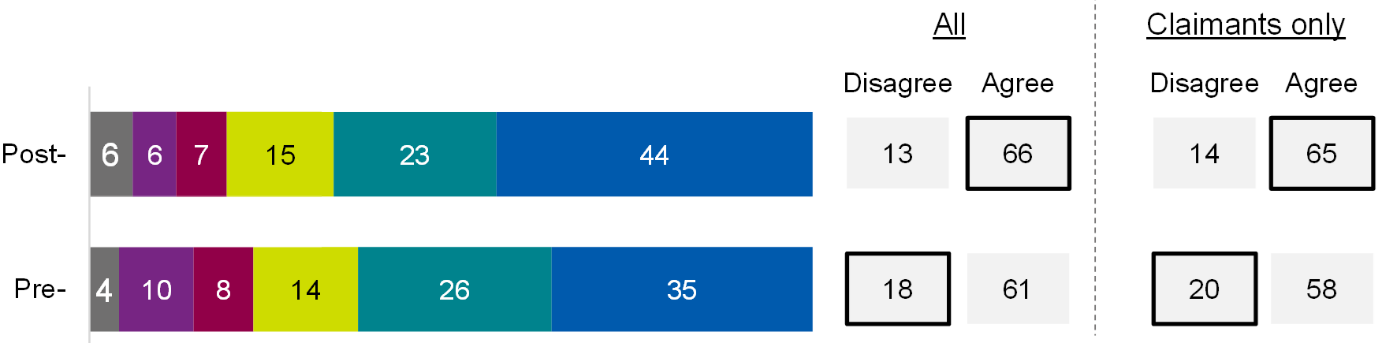 All Claimants only
Disagree Agree Disagree Agree
Post- 6 6 7 15 23 44 13 66 14 65
Pre- 4 10 8 14 26 35 18 61 20 58